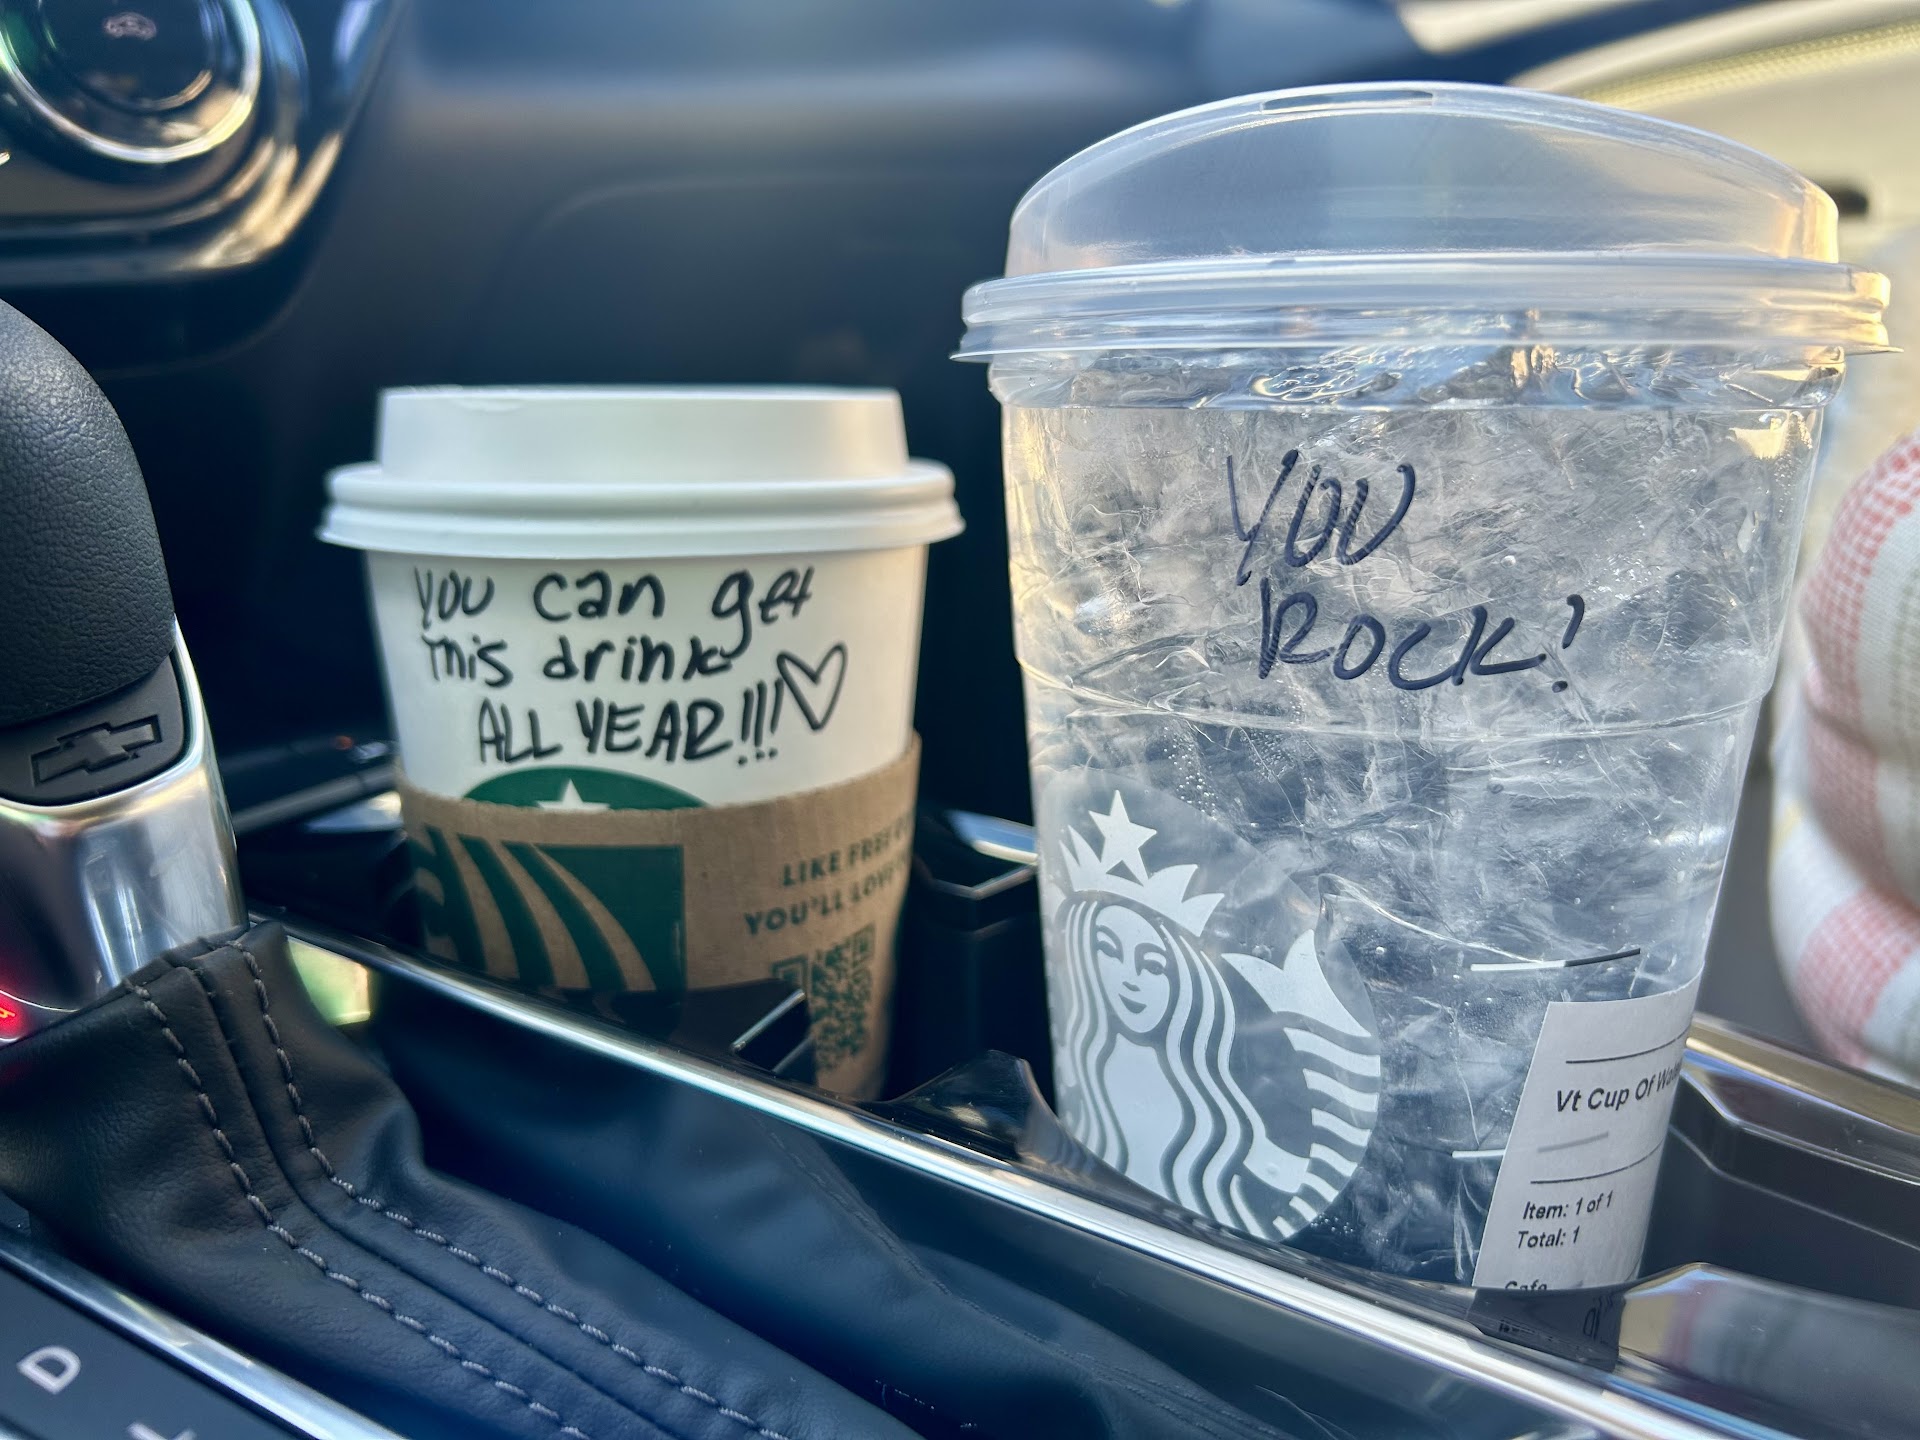 You can get
This drink
ALL YEAR!!!
LIKE FREE
YOU'LL LOVE
YOU
ROCK!
Vt Cup Of
Item: 1 of 1
Total: 1
Cafe
D